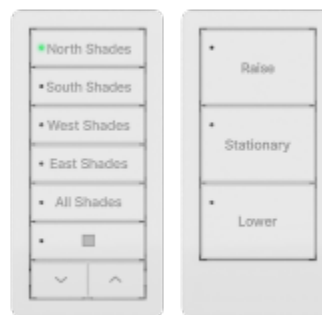 North Shades
South Shades
West Shades
East Shades
All Shades
Raise
Stationary
Lower